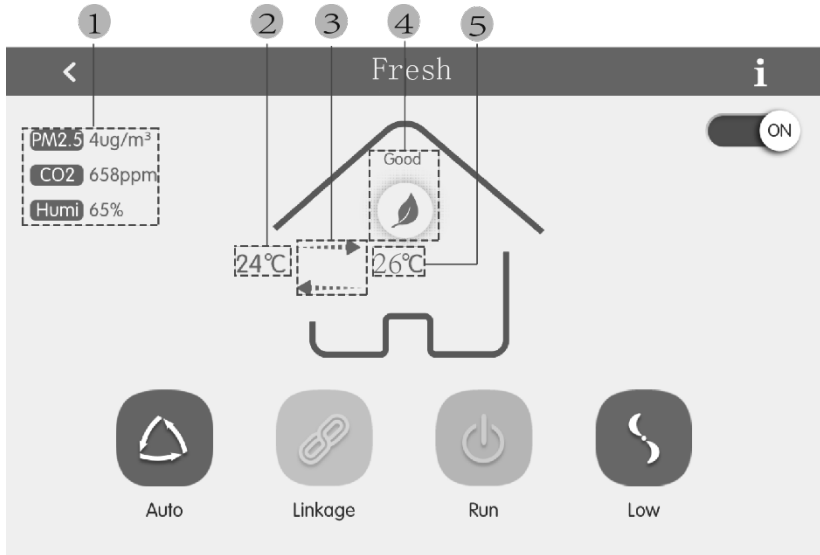 1 2 3 4 5
Fresh
i
ON
PM2.5 4ug/m³
CO2 658ppm
Humi 65%
Good
24℃
26℃
Auto
Linkage
Run
Low